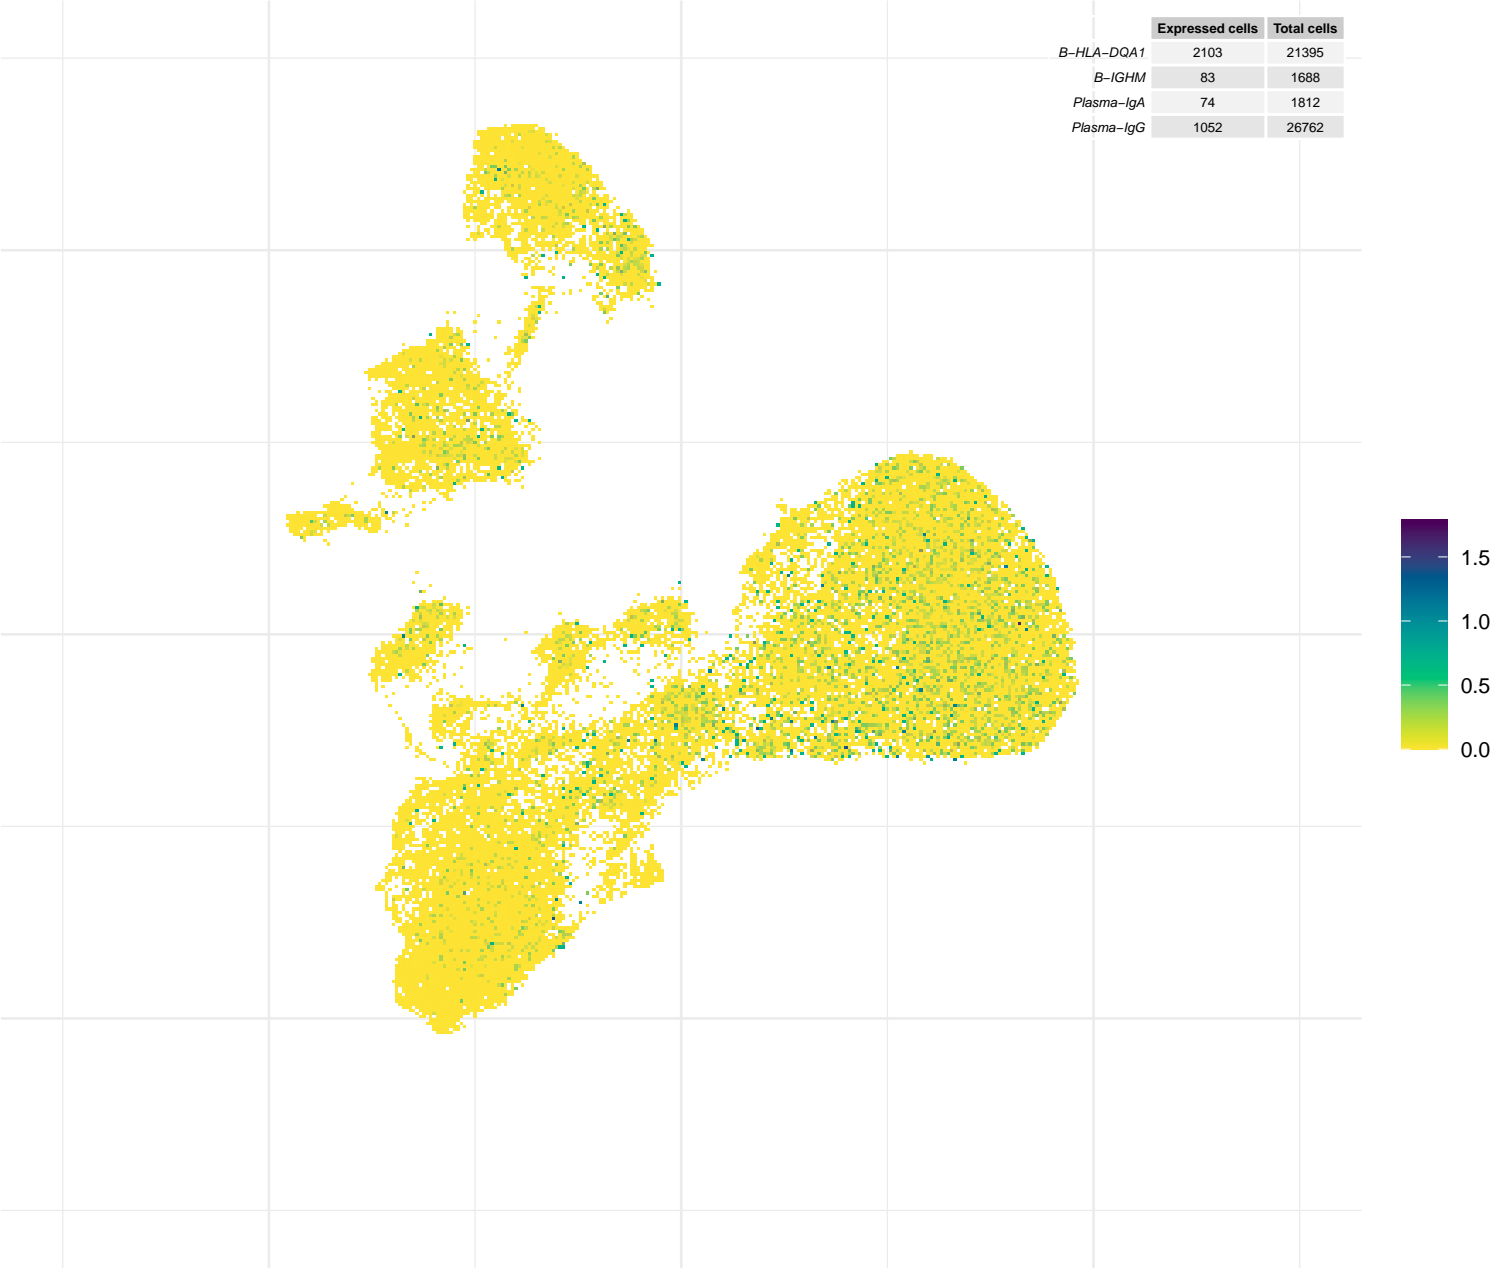 Expressed cells Total cells
B−HLA−DQA1 2103 21395
B−IGHM 83 1688
Plasma−IgA 74 1812
Plasma−IgG 1052 26762
1.5
1.0
0.5
0.0